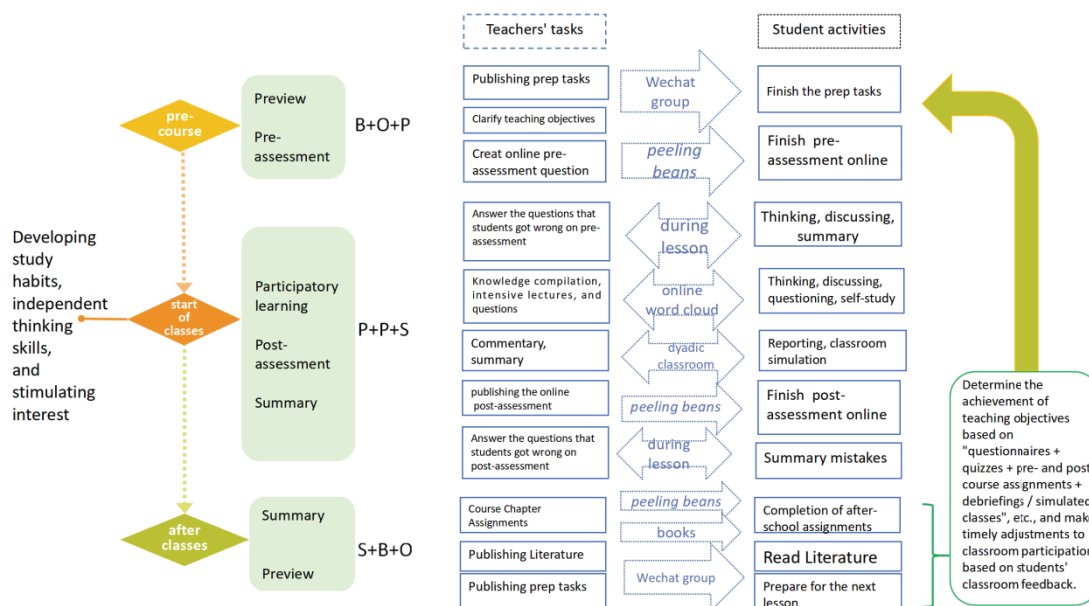 Teachers' tasks
Student activities
Developing
study
habits,
independent
thinking
skills,
and
stimulating
interest
pre-
course
Preview
Pre-
assessment
B+O+P
start
of
classes
Participatory
learning
Post-
assessment
Summary
P+P+S
after
classes
Summary
Preview
S+B+O
Publishing prep tasks
Wechat
group
Finish the prep tasks
Clarify teaching objectives
Creat online pre-
assessment question
peeling
beans
Finish pre-
assessment online
Answer the questions that
students got wrong on pre-
assessment
during
lesson
Thinking, discussing,
summary
Knowledge compilation,
intensive lectures, and
questions
online
word cloud
Thinking, discussing,
questioning, self-study
Commentary,
summary
dyadic
classroom
Reporting, classroom
simulation
publishing the online
post-assessment
peeling beans
Finish post-
assessment online
Answer the questions that
students got wrong on
post-assessment
during
lesson
Summary mistakes
Course Chapter
Assignments
peeling beans
books
Completion of after-
school assignments
Publishing Literature
Read Literature
Publishing prep tasks
Wechat group
Prepare for the next
lesson
Determine the
achievement of
teaching objectives
based on
"questionnaires +
quizzes + pre- and post
course assignments +
debriefings / simulated
classes", etc., and make
timely adjustments to
classroom participation
based on students'
classroom feedback.